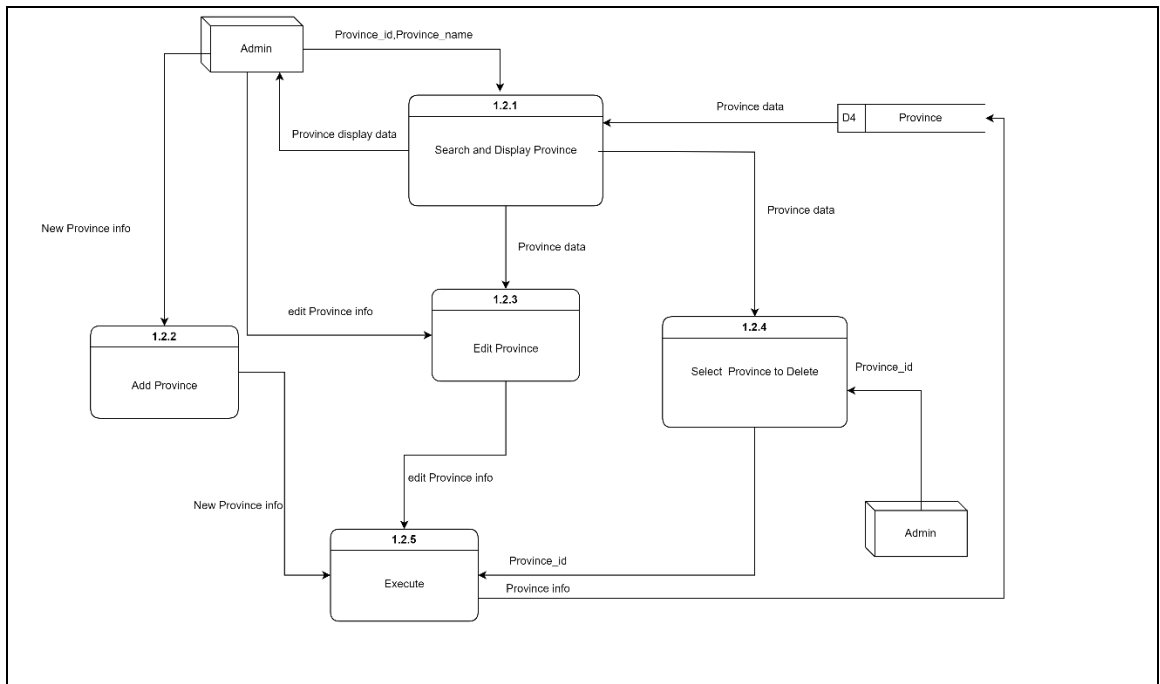 Admin
Province_id,Province_name
1.2.1
Search and Display Province
Province data
D4
Province
Province display data
Province data
New Province info
Province data
1.2.3
Edit Province
edit Province info
1.2.2
Add Province
1.2.4
Select Province to Delete
Province_id
edit Province info
New Province info
Admin
1.2.5
Execute
Province_id
Province info